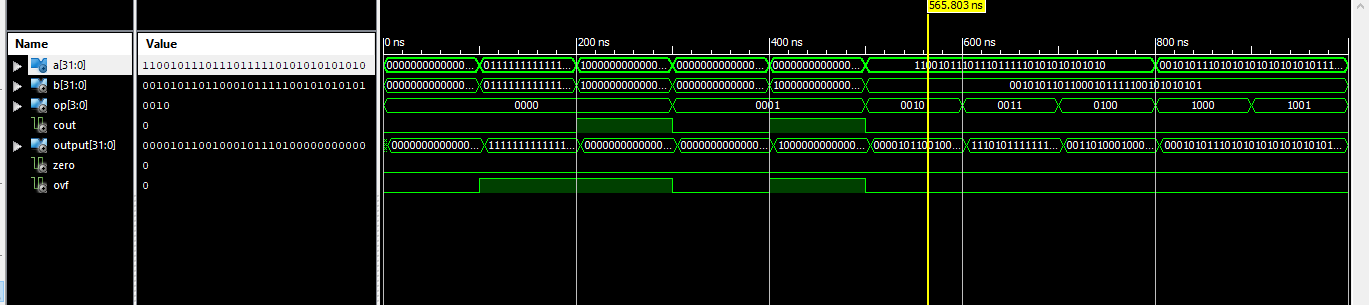 565.803 ns
Name Value
0 ns 200 ns 400 ns 600 ns 800 ns
a[31:0] 11001011101110111110101010101010 0000000000000... 0111111111111... 1000000000000... 0000000000000... 0000000000000... 11001011101110111110101010101010 001010111010101010101010101111...
b[31:0] 00101011011000101111100101010101 0000000000000... 0111111111111... 1000000000000... 0000000000000... 1000000000000... 00101011011000101111100101010101
op[3:0] 0010 0000 0001 0010 0011 0100 1000 1001
cout 0
output[31:0] 00001011001000101110100000000000 0000000000000... 1111111111111... 0000000000000... 0000000000000... 1000000000000... 0000101100100... 1110101111111... 0011010001000... 000101011101010101010101010101...
zero 0
ovf 0